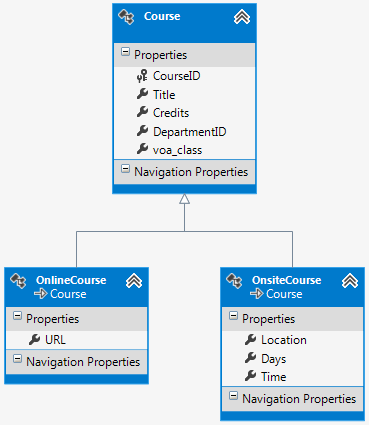 Course
Properties
CourseID
Title
Credits
DepartmentID
voa_class
Navigation Properties
OnlineCourse
Course
Properties
URL
Navigation Properties
OnsiteCourse
Course
Properties
Location
Days
Time
Navigation Properties